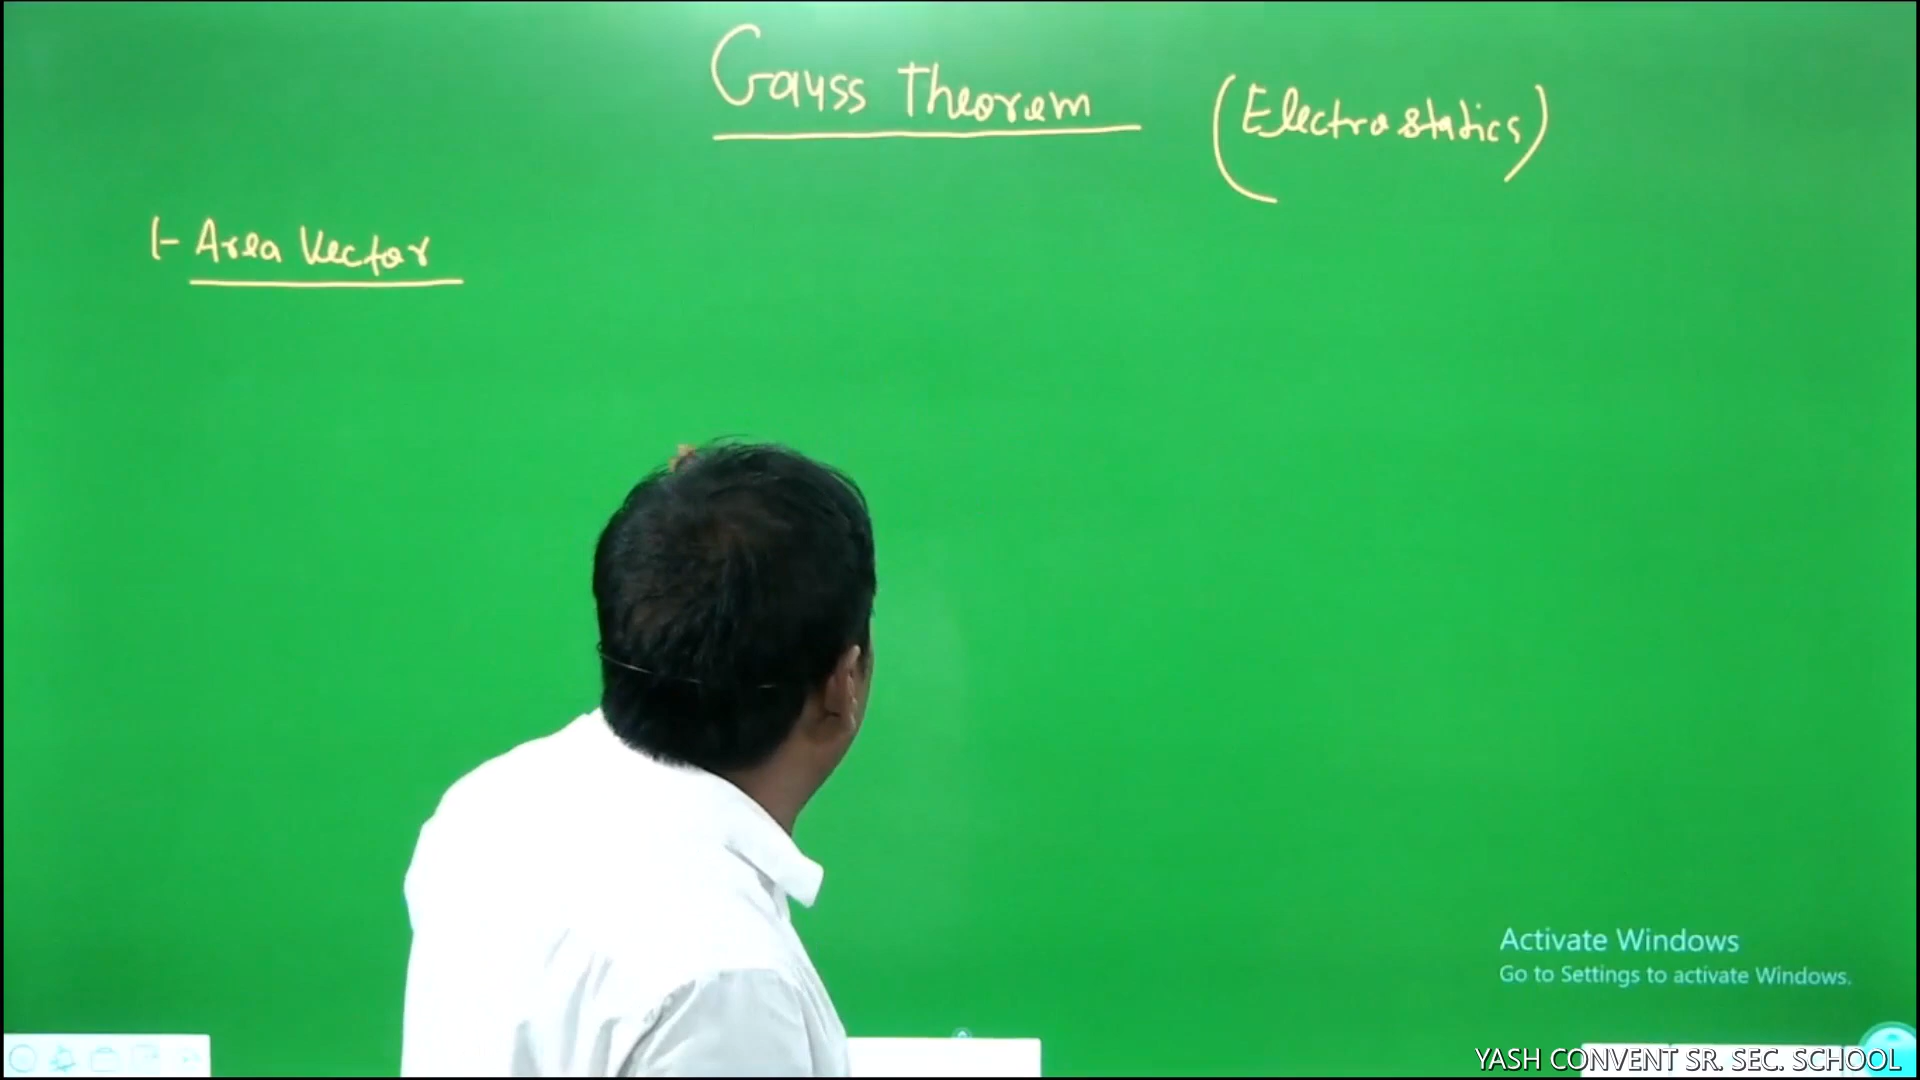 Gauss Theorem (Electrostatics)
1- Area Vector
Activate Windows
Go to Settings to activate Windows.
YASH CONVENT SR. SEC. SCHOOL